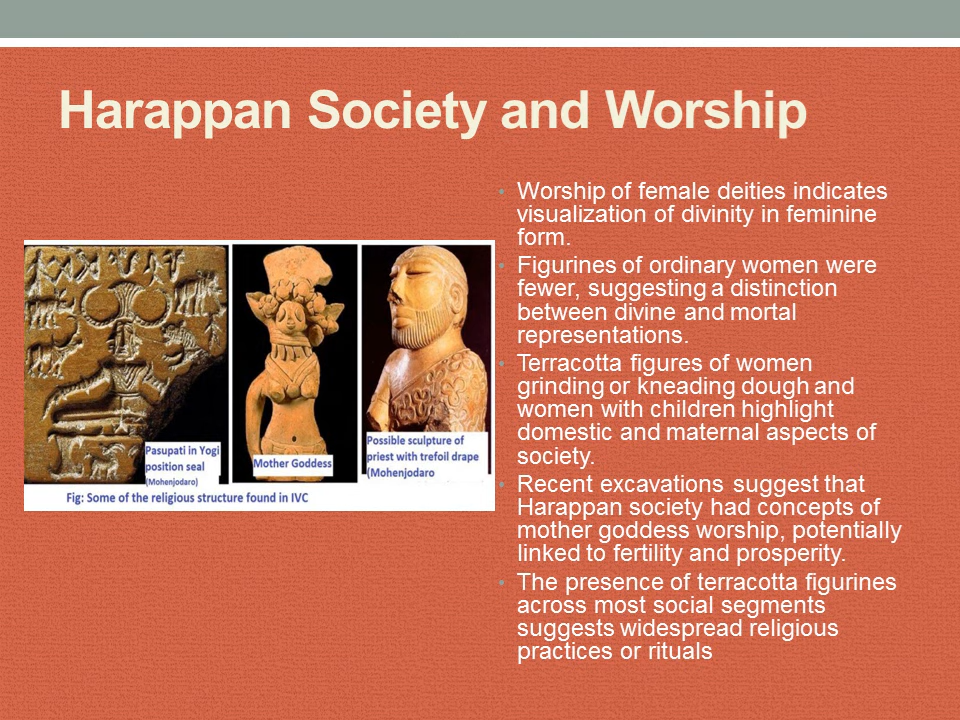 Harappan Society and Worship
Pasupati in Yogi
position seal
(Mohenjodaro)
Mother Goddess
Possible sculpture of
priest with trefoil drape
(Mohenjodaro
Fig: Some of the religious structure found in IVC
• Worship of female deities indicates
visualization of divinity in feminine
form.
• Figurines of ordinary women were
fewer, suggesting a distinction
between divine and mortal
representations.
• Terracotta figures of women
grinding or kneading dough and
women with children highlight
domestic and maternal aspects of
society.
• Recent excavations suggest that
Harappan society had concepts of
mother goddess worship, potentially
linked to fertility and prosperity.
• The presence of terracotta figurines
across most social segments
suggests widespread religious
practices or rituals